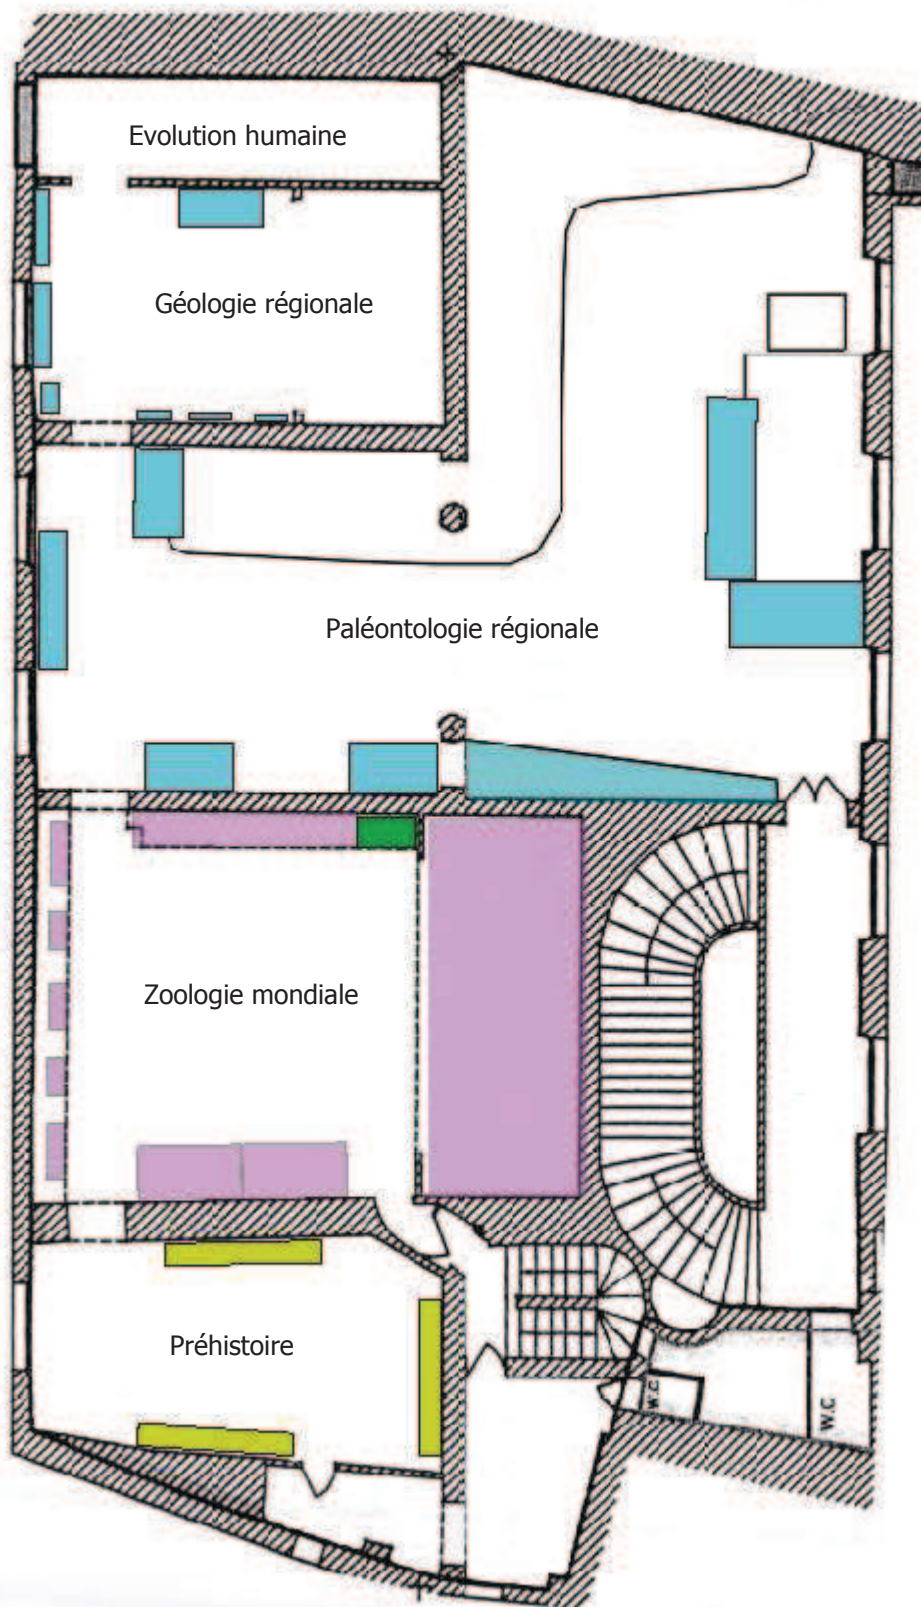 Evolution humaine
Géologie régionale
Paléontologie régionale
Zoologie mondiale
Préhistoire
W.C
W.C